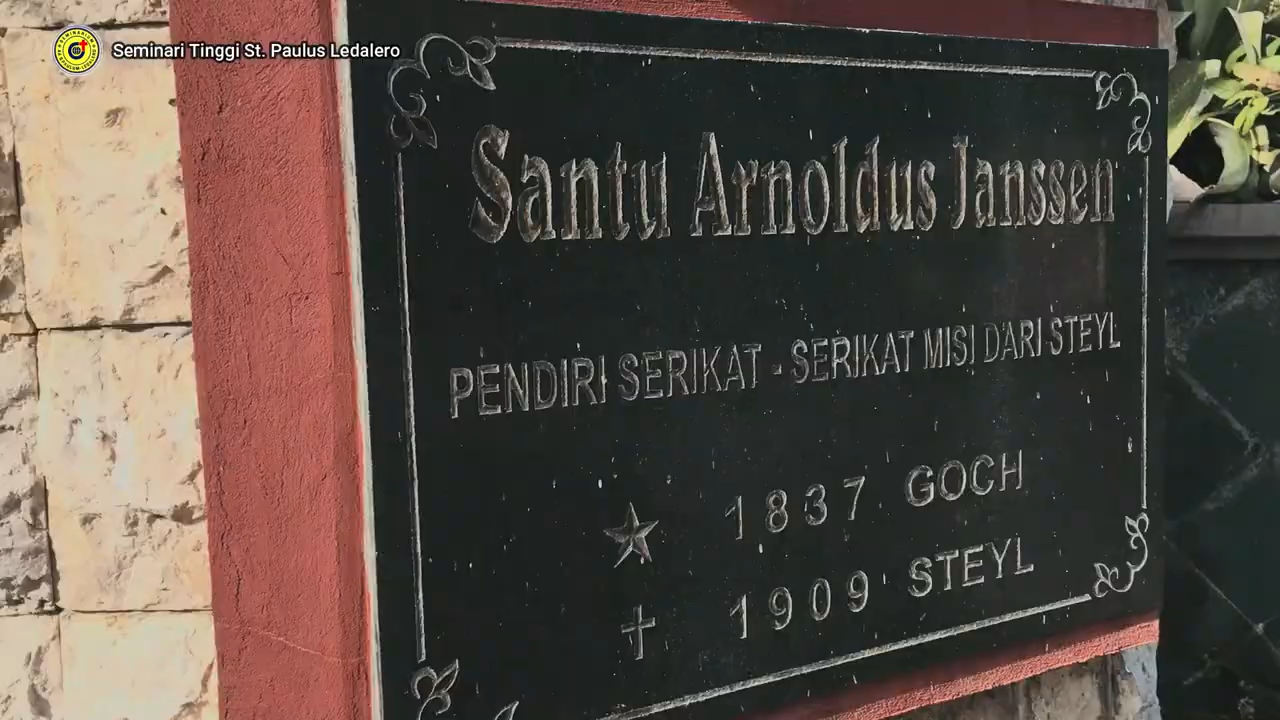 Seminari Tinggi St. Paulus Ledalero
Santu Arnoldus Janssen
PENDIRI SERIKAT - SERIKAT MISI DARI STEYL
1837 GOCH
1909 STEYL